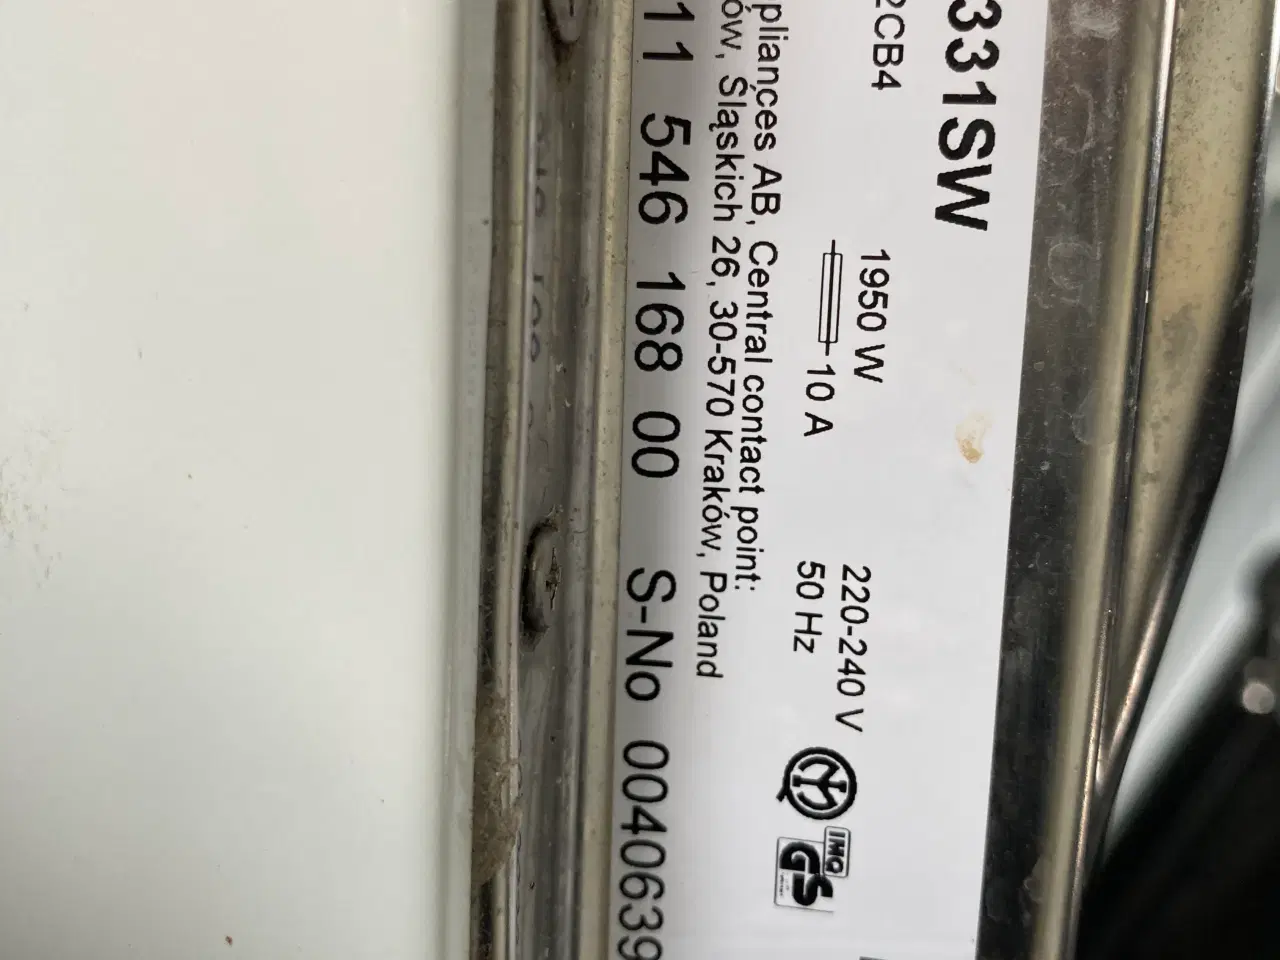 331SW
2CB4
1950 W
220-240 V
10 A
50 Hz
IMQ
GS
ppliances AB, Central contact point:
ów, Śląskich 26, 30-570 Kraków, Poland
11 546 168 00 S-No 0040639